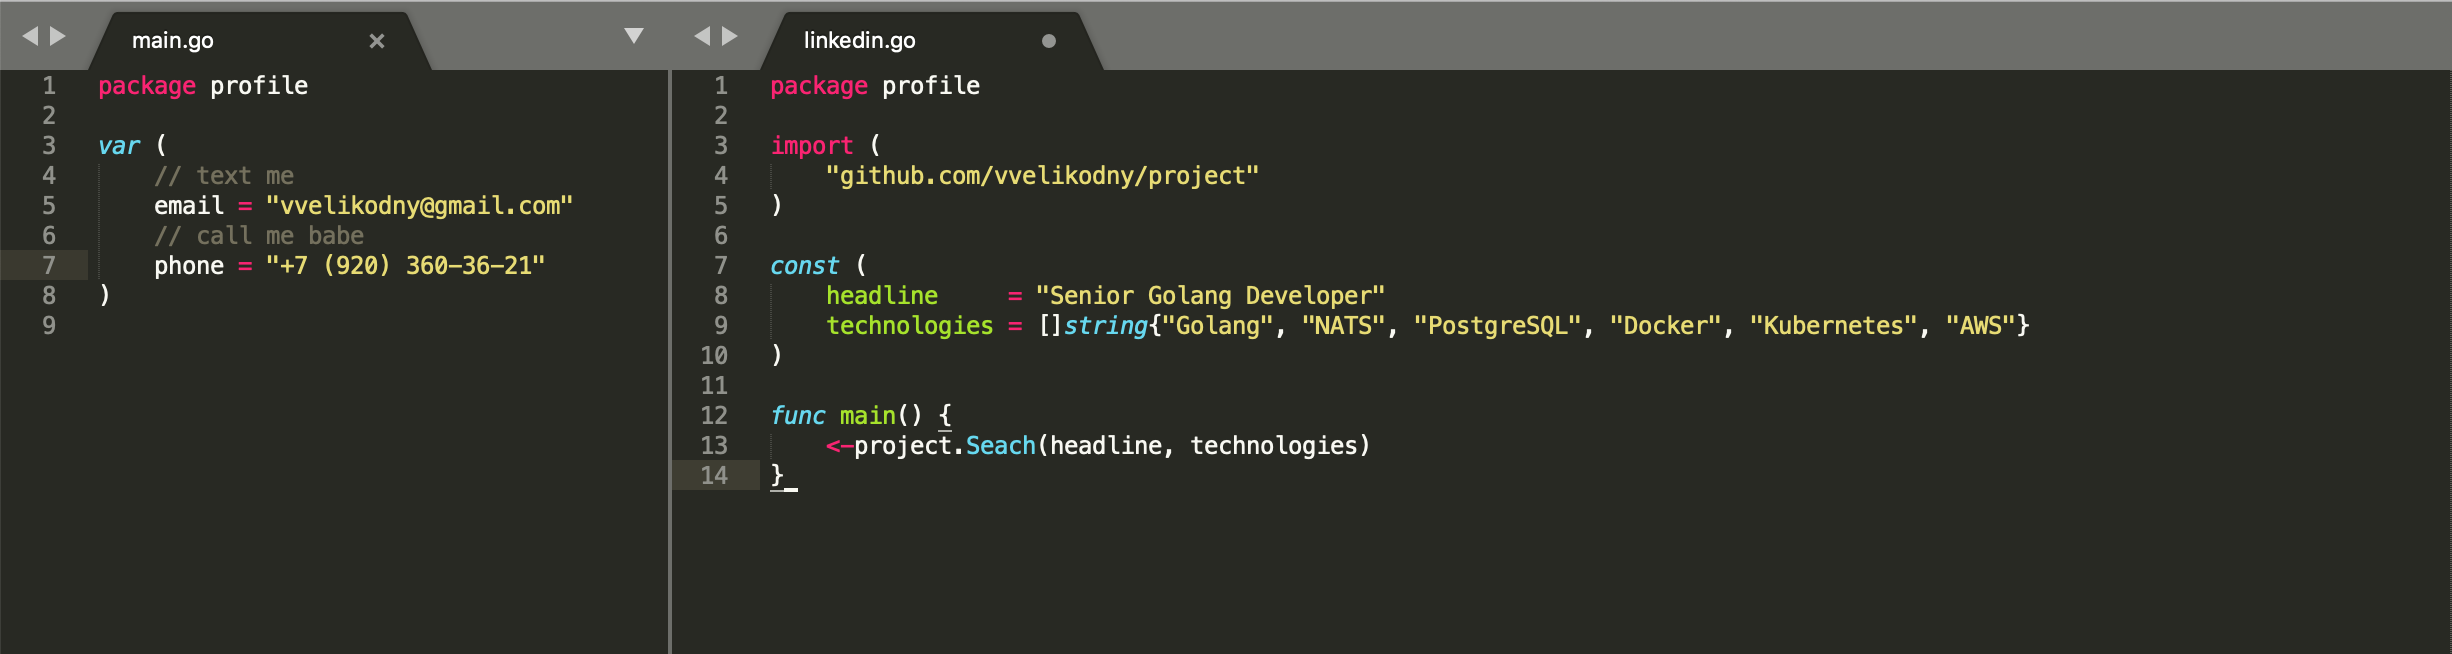 main.go
1 package profile
2
3 var (
4     // text me
5     email = "vvelikodny@gmail.com"
6     // call me babe
7     phone = "+7 (920) 360-36-21"
8 )
9
linkedin.go
1 package profile
2
3 import (
4     "github.com/vvelikodny/project"
5 )
6
7 const (
8     headline     = "Senior Golang Developer"
9     technologies = []string{"Golang", "NATS", "PostgreSQL", "Docker", "Kubernetes", "AWS"}
10 )
11
12 func main() {
13     <-project.Seach(headline, technologies)
14 }